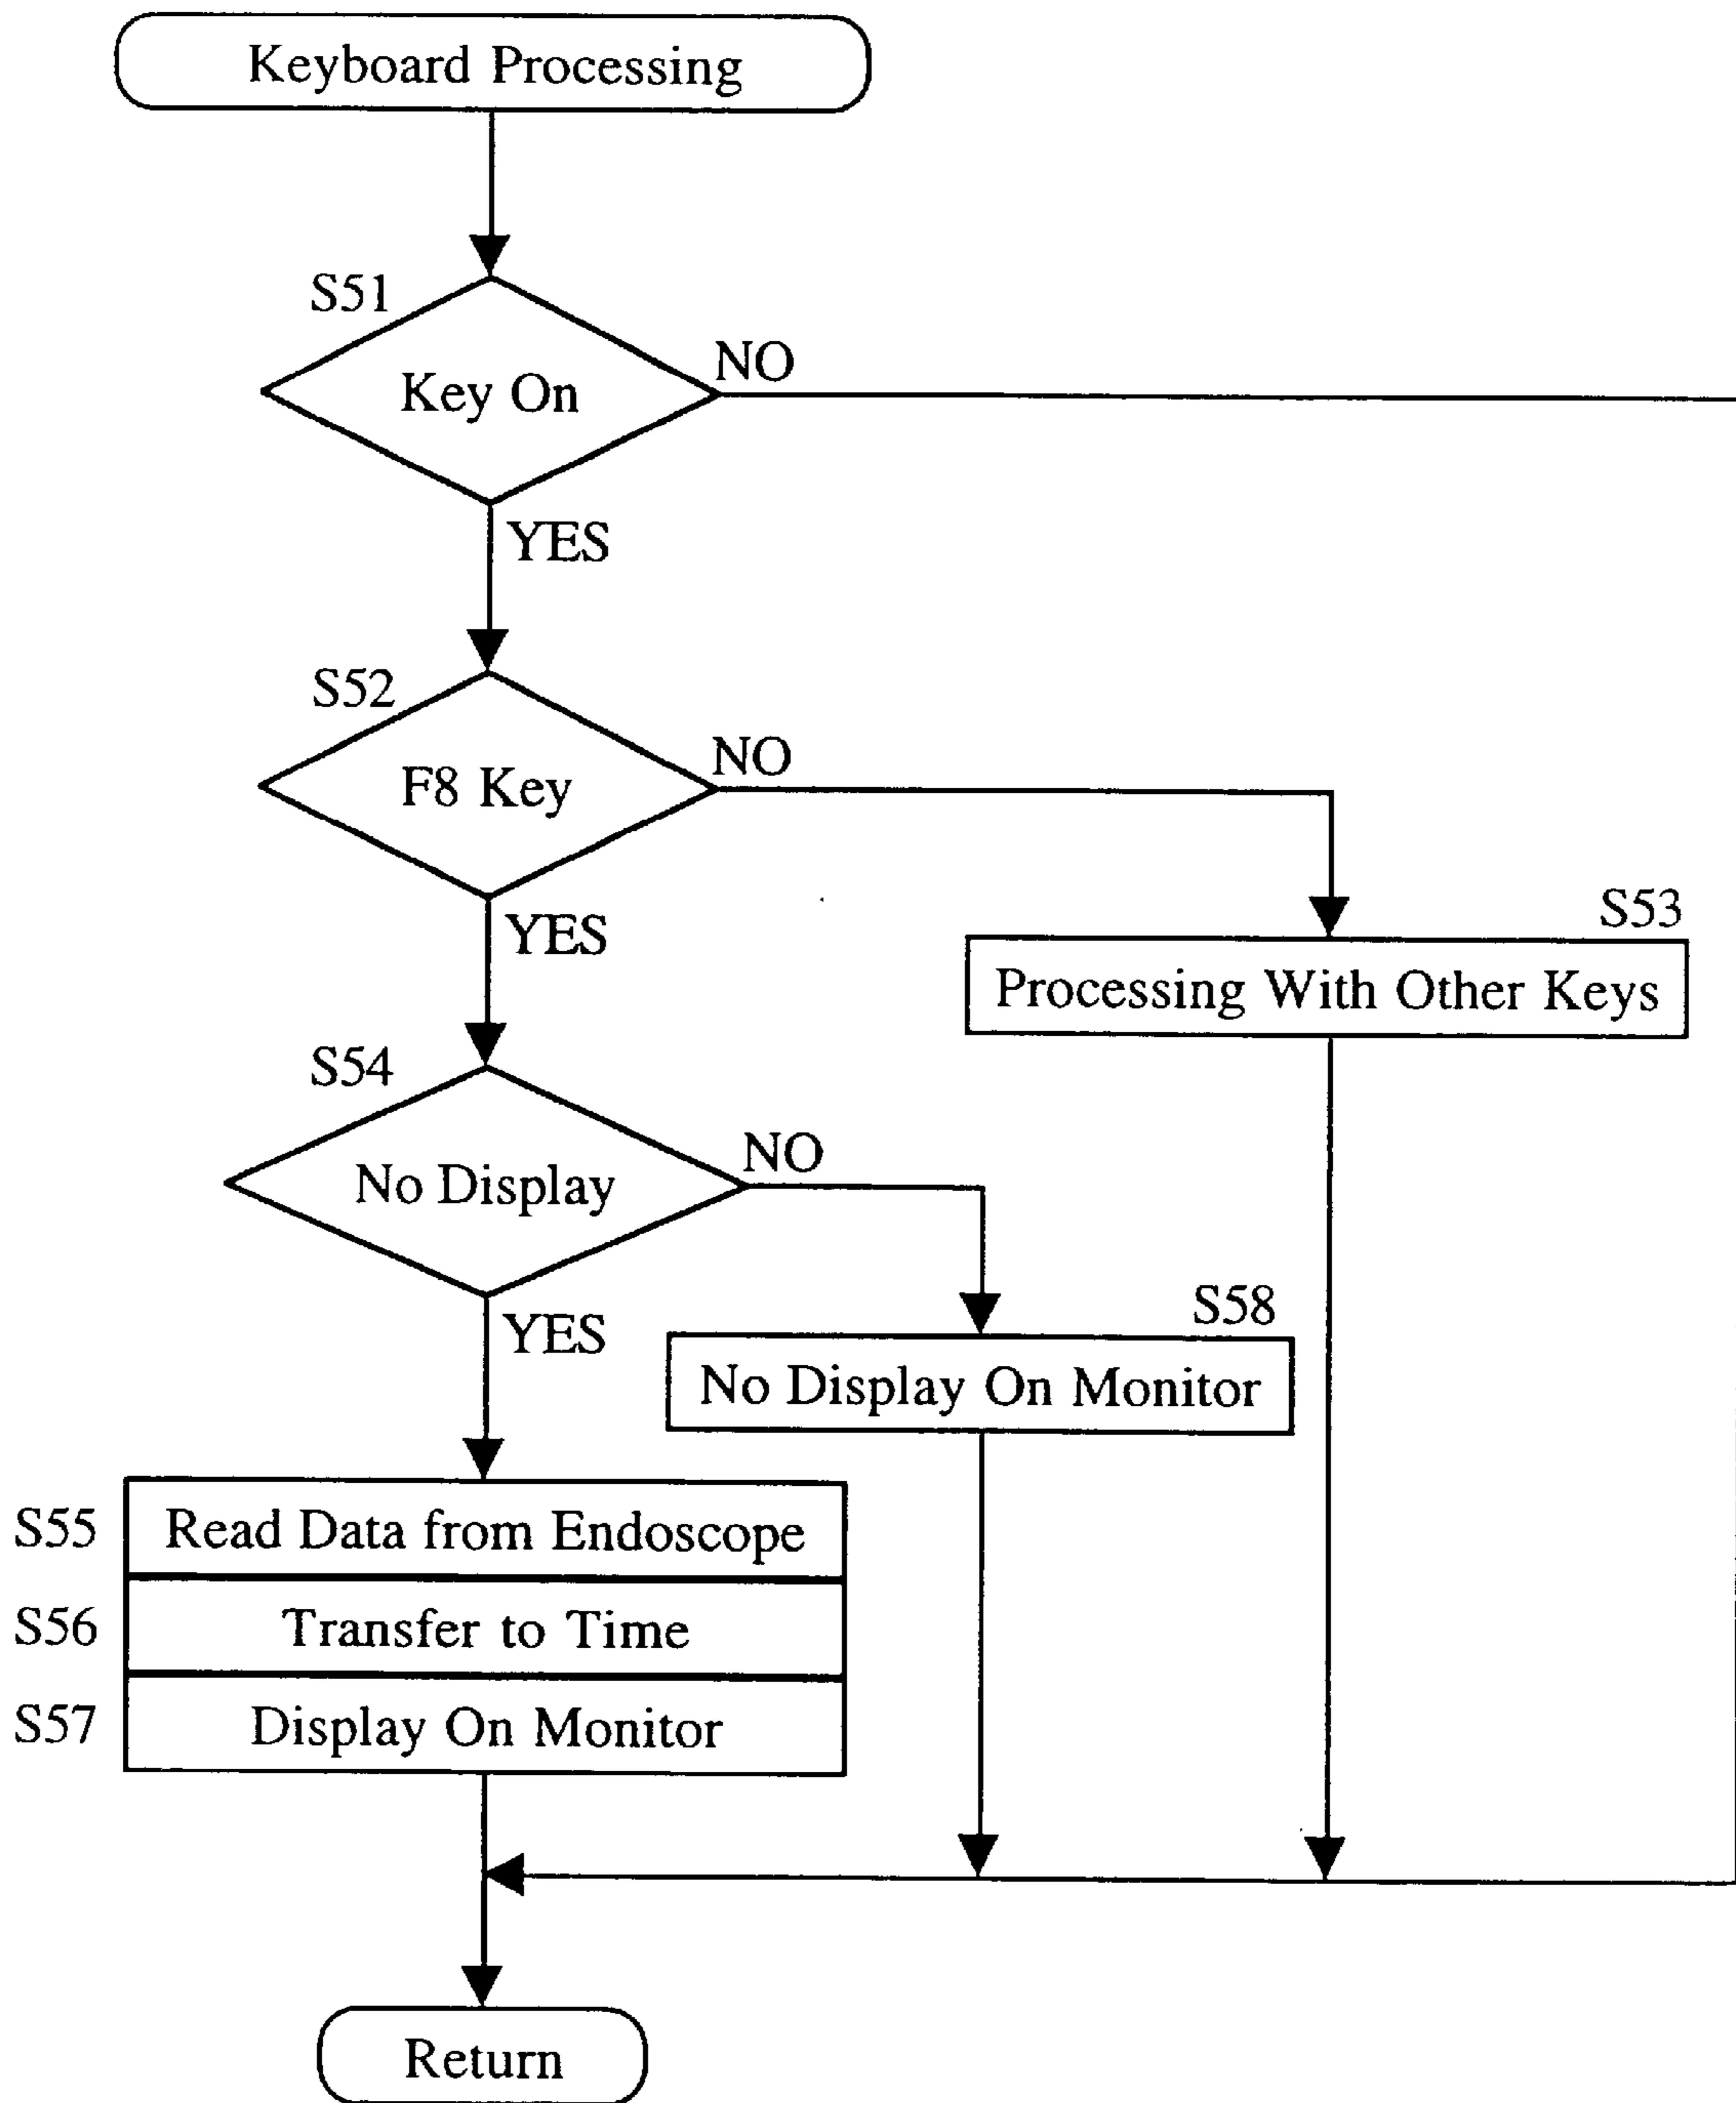 Keyboard Processing
S51
Key On
NO
YES
S52
F8 Key
NO
YES
S53
Processing With Other Keys
S54
No Display
NO
YES
S58
No Display On Monitor
S55
Read Data from Endoscope
S56
Transfer to Time
S57
Display On Monitor
Return